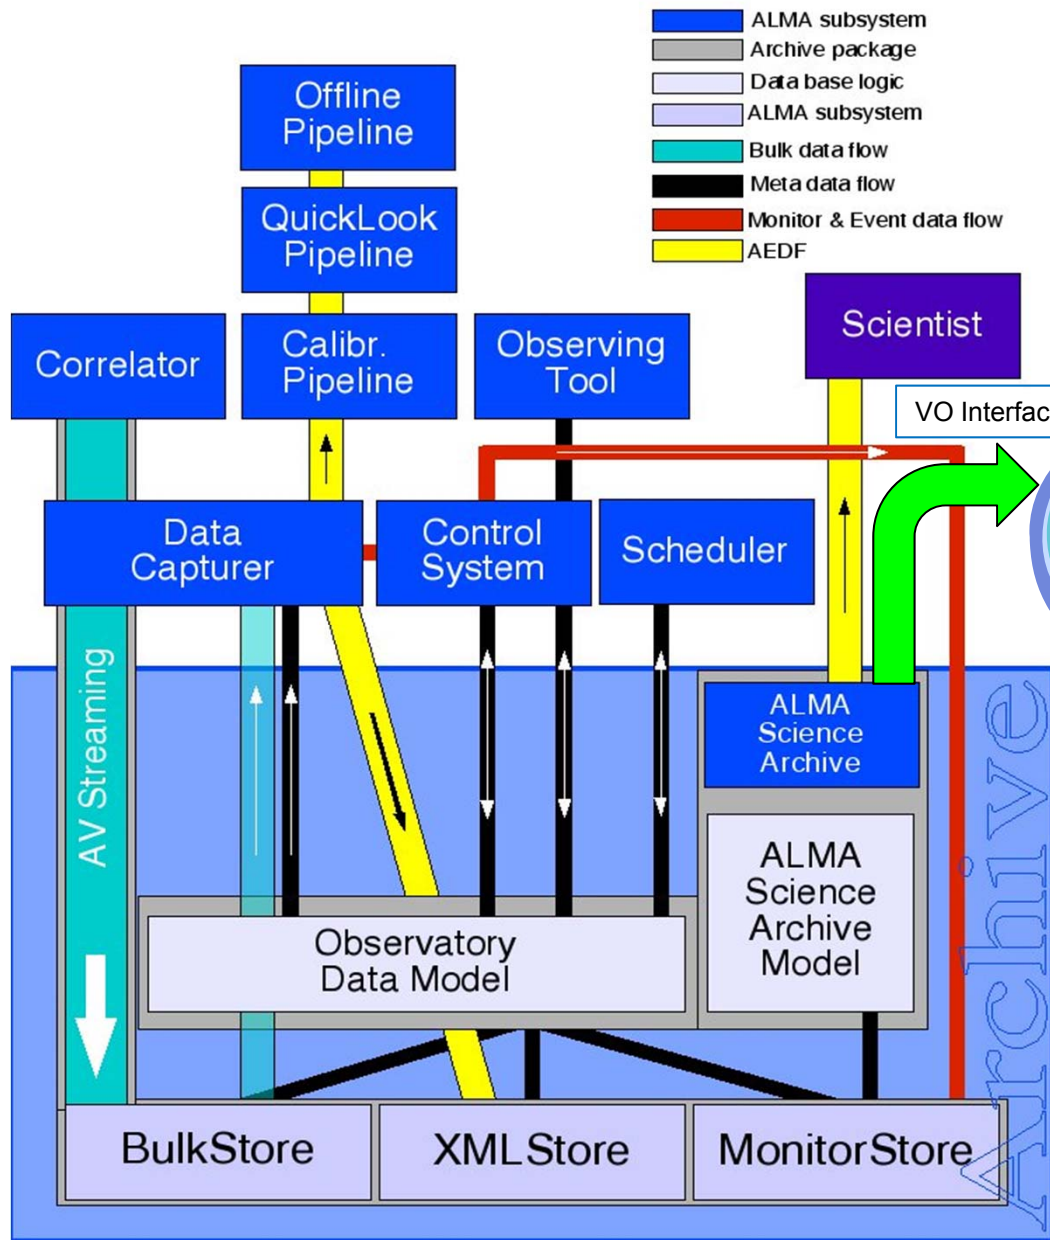 ALMA subsystem
Archive package
Data base logic
ALMA subsystem
Bulk data flow
Meta data flow
Monitor & Event data flow
AEDF
Offline
Pipeline
QuickLook
Pipeline
Correlator
Calibr.
Pipeline
Observing
Tool
Scientist
VO Interfac
Data
Capturer
Control
System
Scheduler
AV Streaming
ALMA
Science
Archive
ALMA
Science
Archive
Model
Observatory
Data Model
BulkStore
XMLStore
MonitorStore
Archive